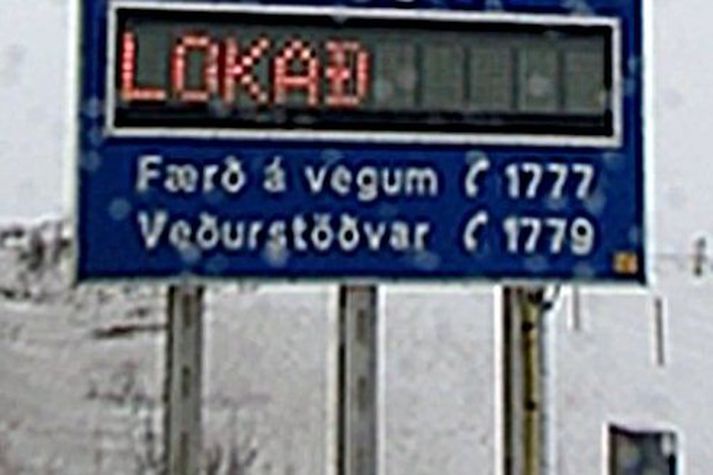 LOKAÐ
Færð á vegum ✆ 1777
Veðurstöðvar ✆ 1779